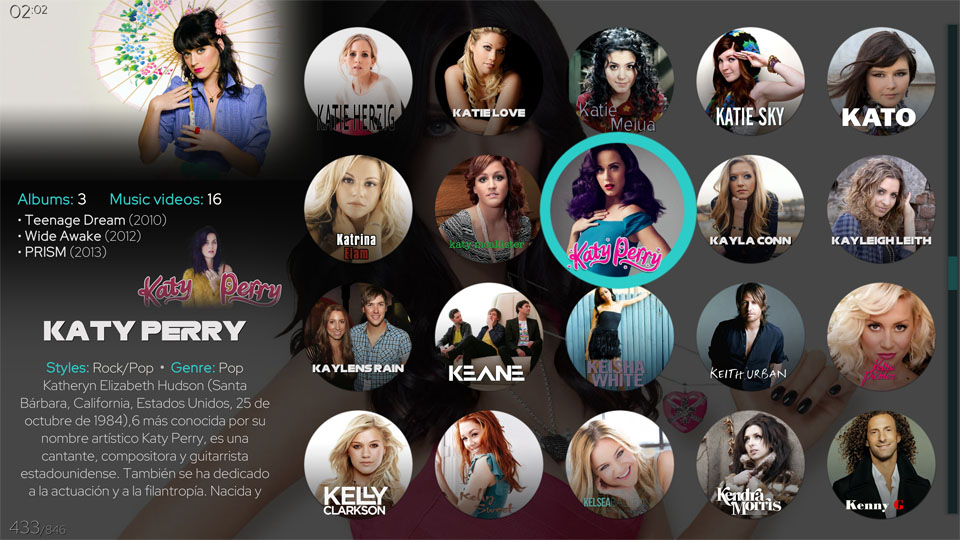 02:02
Albums: 3 Music videos: 16
• Teenage Dream (2010)
• Wide Awake (2012)
• PRISM (2013)
Katy Perry
KATY PERRY
Styles: Rock/Pop • Genre: Pop
Katheryn Elizabeth Hudson (Santa
Bárbara, California, Estados Unidos, 25 de
octubre de 1984),6 más conocida por su
nombre artístico Katy Perry, es una
cantante, compositora y guitarrista
estadounidense. También se ha dedicado
a la actuación y a la filantropía. Nacida y
433/846
KATIE HERZIG
KATIE LOVE
Katie
Melua
KATIE SKY
KATO
Katrina
Elam
katy mcallister
Katy Perry
KAYLA CONN
KAYLEIGH LEITH
KAYLENS RAIN
KEANE
KEISHA
WHITE
KEITH URBAN
KELLY
CLARKSON
KELSEA
Kendra
Morris
Kenny G